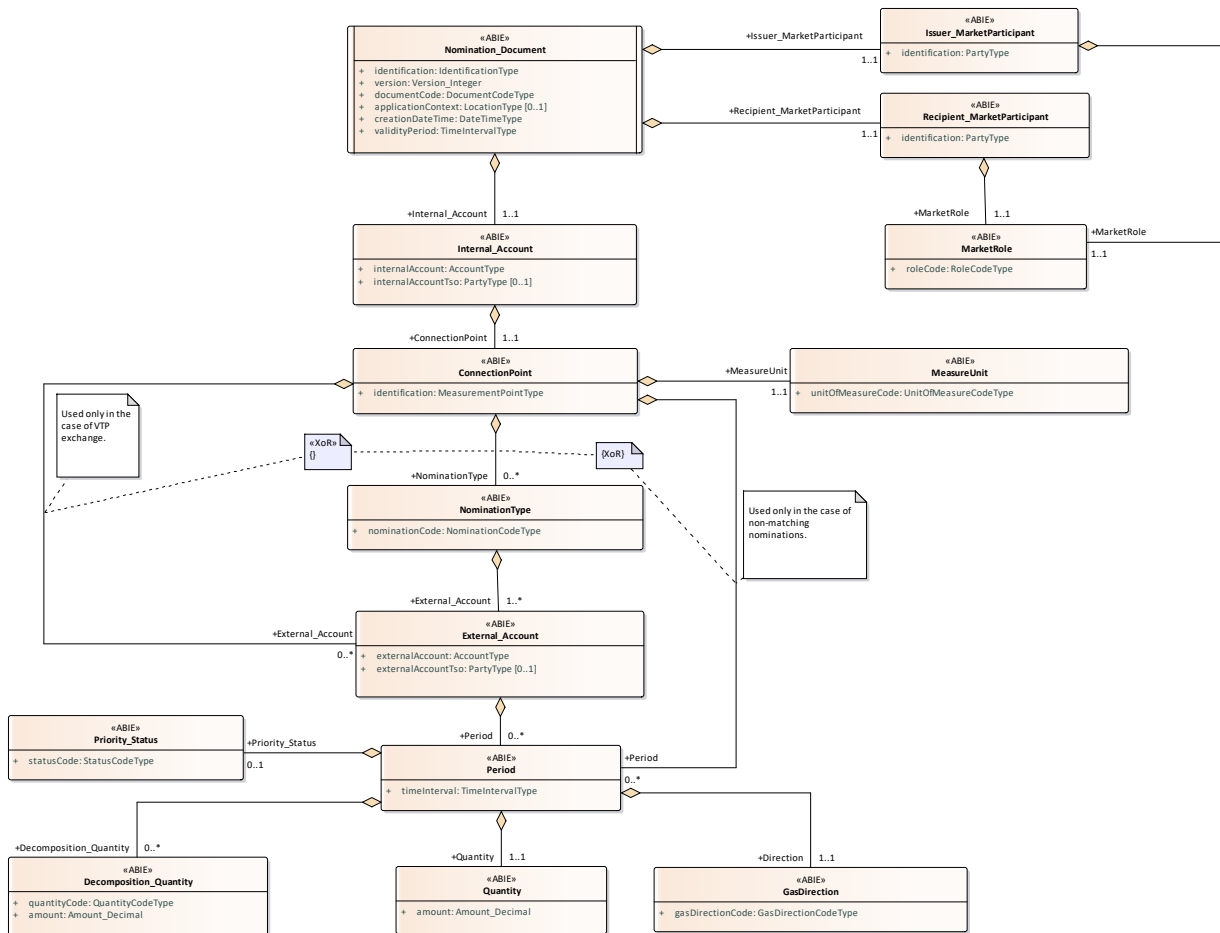 «ABIE»
Nomination_Document
+ identification: IdentificationType
+ version: Version_Integer
+ documentCode: DocumentCodeType
+ applicationContext: LocationType [0..1]
+ creationDateTime: DateTimeType
+ validityPeriod: TimeIntervalType
+Issuer_MarketParticipant
1..1
«ABIE»
Issuer_MarketParticipant
+ identification: PartyType
+Recipient_MarketParticipant
1..1
«ABIE»
Recipient_MarketParticipant
+ identification: PartyType
+MarketRole 1..1
«ABIE»
MarketRole
+ roleCode: RoleCodeType
+MarketRole
1..1
+Internal_Account 1..1
«ABIE»
Internal_Account
+ internalAccount: AccountType
+ internalAccountTso: PartyType [0..1]
+ConnectionPoint 1..1
«ABIE»
ConnectionPoint
+ identification: MeasurementPointType
+MeasureUnit
1..1
«ABIE»
MeasureUnit
+ unitOfMeasureCode: UnitOfMeasureCodeType
Used only in the
case of VTP
exchange.
«XoR»
{}
{XoR}
+NominationType 0..*
«ABIE»
NominationType
+ nominationCode: NominationCodeType
Used only in the case of
non-matching
nominations.
+External_Account 1..*
«ABIE»
External_Account
+ externalAccount: AccountType
+ externalAccountTso: PartyType [0..1]
+External_Account
0..*
+Period 0..*
«ABIE»
Priority_Status
+ statusCode: StatusCodeType
+Priority_Status
0..1
«ABIE»
Period
+ timeInterval: TimeIntervalType
+Period
0..*
+Decomposition_Quantity 0..*
«ABIE»
Decomposition_Quantity
+ quantityCode: QuantityCodeType
+ amount: Amount_Decimal
+Quantity 1..1
«ABIE»
Quantity
+ amount: Amount_Decimal
+Direction 1..1
«ABIE»
GasDirection
+ gasDirectionCode: GasDirectionCodeType